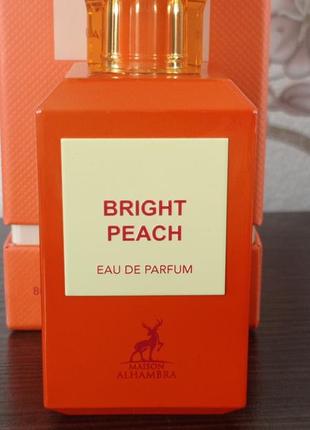 BRIGHT
PEACH
EAU DE PARFUM
MAISON
ALHAMBRA